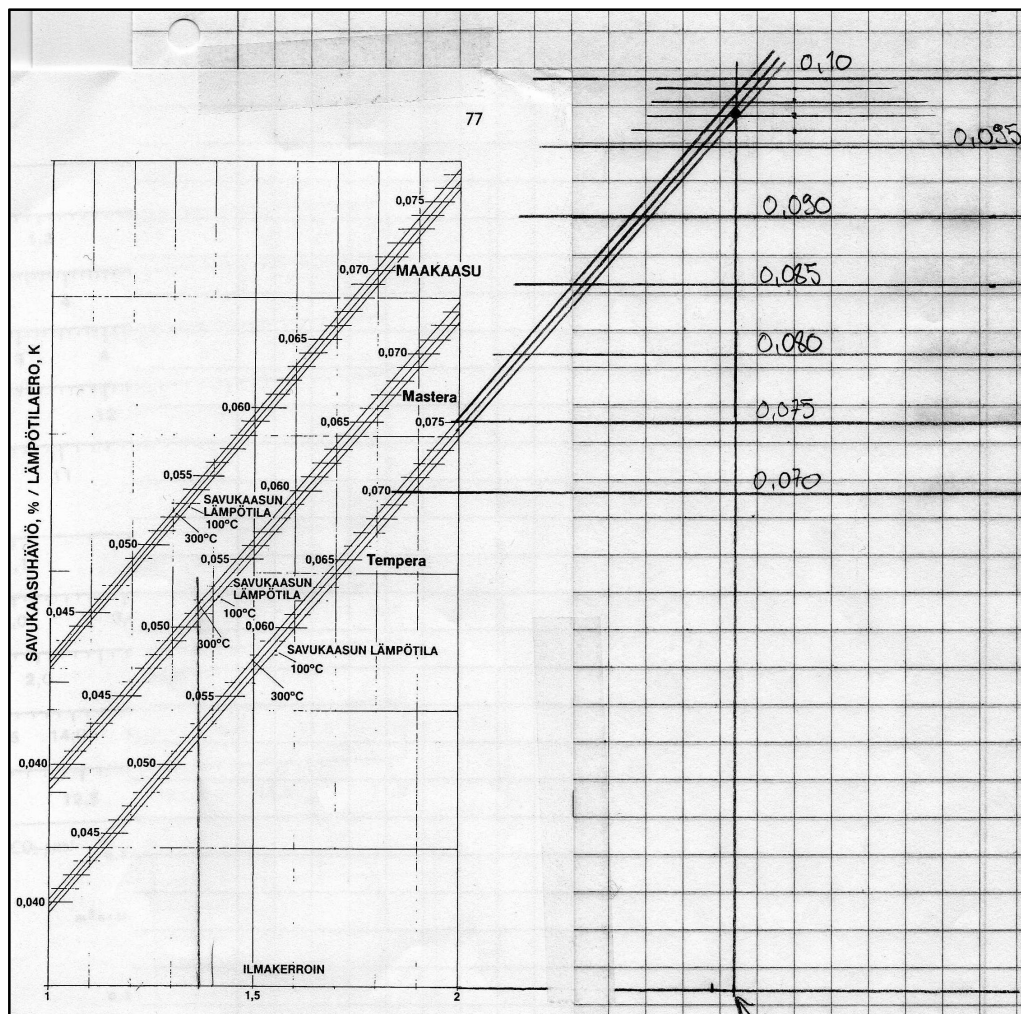 77
0,10
0,095
0,090
0,085
0,080
0,075
0,070
SAVUKAASUHÄVIÖ, % / LÄMPÖTILAERO, K
0,075
0,070
MAAKAASU
0,065
0,060
0,055
0,050
0,045
SAVUKAASUN
LÄMPÖTILA
100°C
300°C
0,070
Mastera
0,065
0,060
0,055
0,050
0,045
0,040
SAVUKAASUN
LÄMPÖTILA
100°C
300°C
0,075
0,070
Tempera
0,065
0,060
0,055
0,050
0,045
0,040
SAVUKAASUN LÄMPÖTILA
100°C
300°C
ILMAKERROIN
1
1,5
2